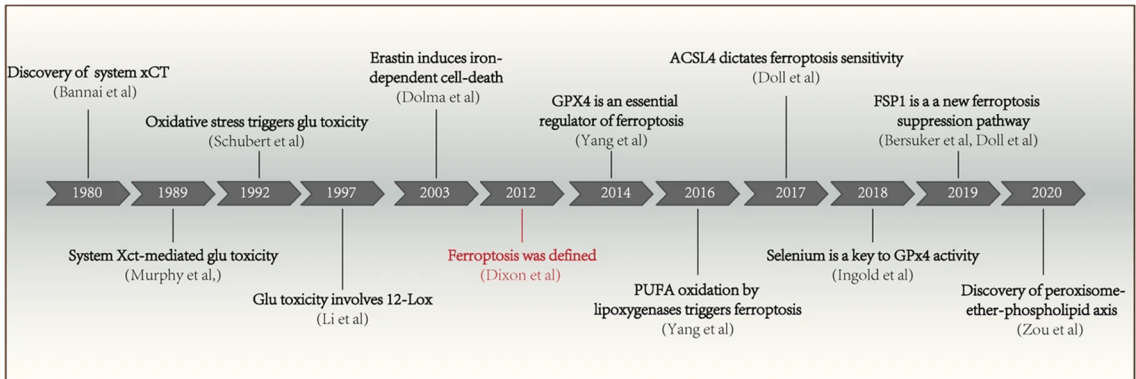 Discovery of system xCT
(Bannai et al)
Oxidative stress triggers glu toxicity
(Schubert et al)
Erastin induces iron-
dependent cell-death
(Dolma et al)
GPX4 is an essential
regulator of ferroptosis
(Yang et al)
ACSL4 dictates ferroptosis sensitivity
(Doll et al)
FSP1 is a a new ferroptosis
suppression pathway
(Bersuker et al, Doll et al)
1980 1989 1992 1997 2003 2012 2014 2016 2017 2018 2019 2020
System Xct-mediated glu toxicity
(Murphy et al,)
Glu toxicity involves 12-Lox
(Li et al)
Ferroptosis was defined
(Dixon et al)
PUFA oxidation by
lipoxygenases triggers ferroptosis
(Yang et al)
Selenium is a key to GPx4 activity
(Ingold et al)
Discovery of peroxisome-
ether-phospholipid axis
(Zou et al)